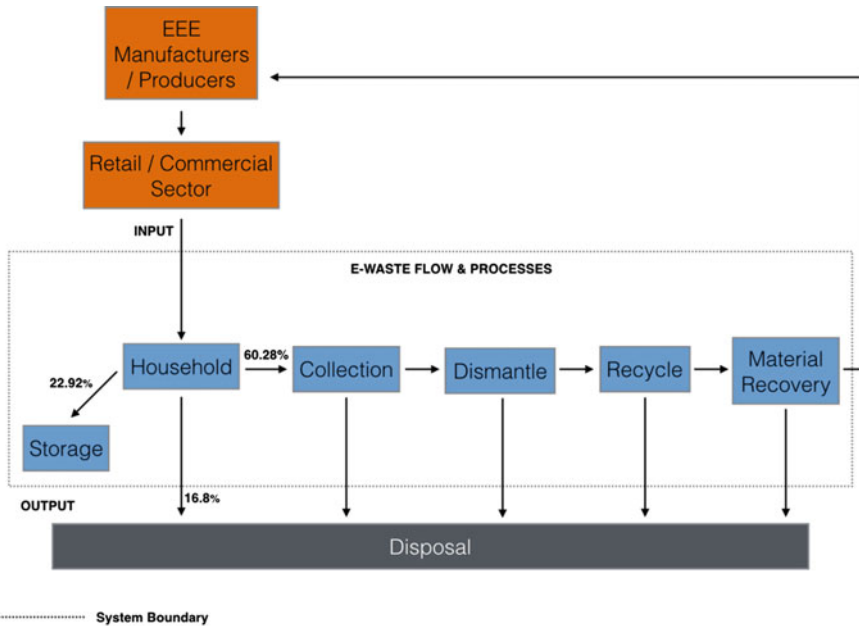 EEE
Manufacturers
/ Producers
Retail / Commercial
Sector
INPUT
E-WASTE FLOW & PROCESSES
60.28%
22.92%
Household
Collection
Dismantle
Recycle
Material
Recovery
Storage
16.8%
OUTPUT
Disposal
System Boundary